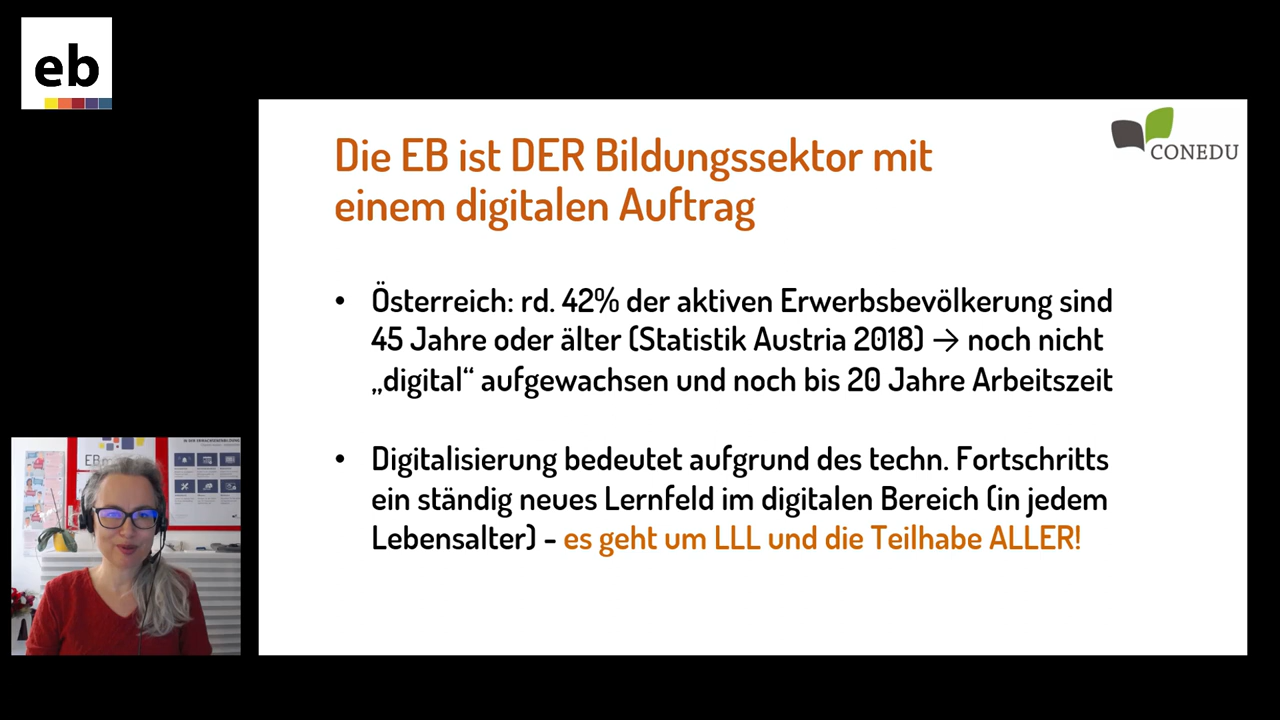 eb
CONEDU
Die EB ist DER Bildungssektor mit
einem digitalen Auftrag
• Österreich: rd. 42% der aktiven Erwerbsbevölkerung sind
45 Jahre oder älter (Statistik Austria 2018) → noch nicht
„digital“ aufgewachsen und noch bis 20 Jahre Arbeitszeit
• Digitalisierung bedeutet aufgrund des techn. Fortschritts
ein ständig neues Lernfeld im digitalen Bereich (in jedem
Lebensalter) – es geht um LLL und die Teilhabe ALLER!